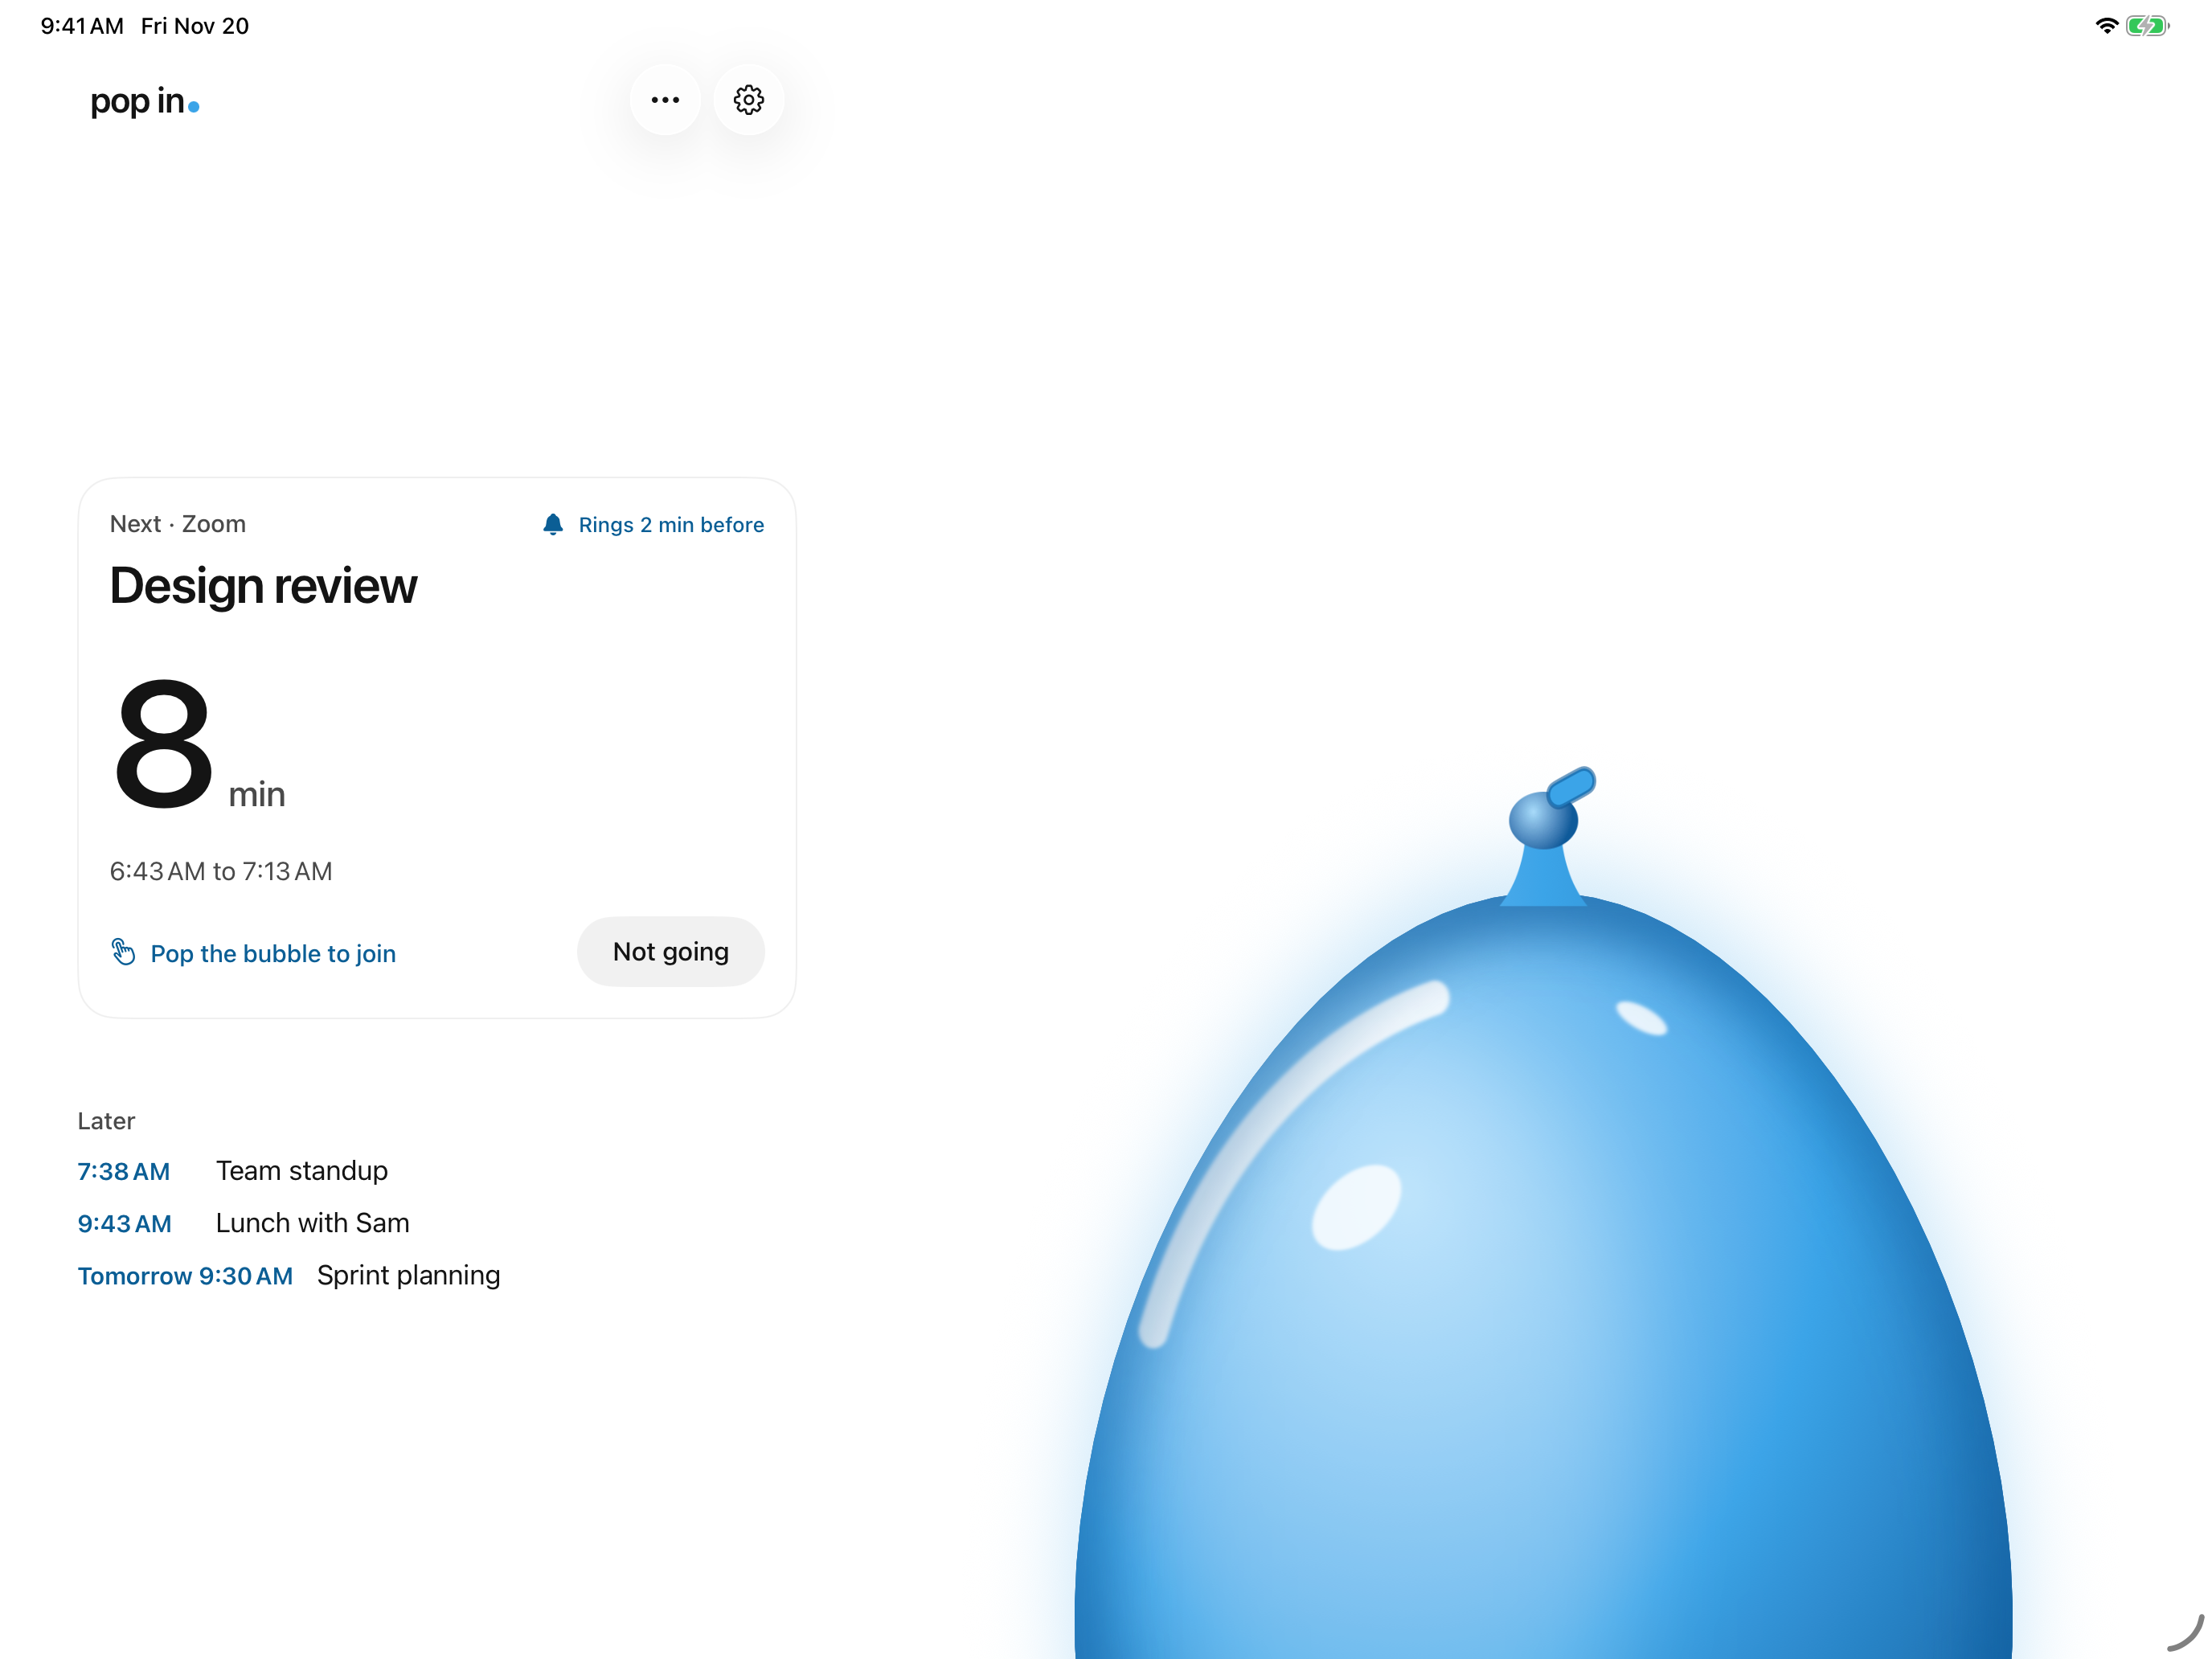 9:41 AM Fri Nov 20
pop in
Next · Zoom
Rings 2 min before
Design review
8 min
6:43 AM to 7:13 AM
Pop the bubble to join
Not going
Later
7:38 AM Team standup
9:43 AM Lunch with Sam
Tomorrow 9:30 AM Sprint planning